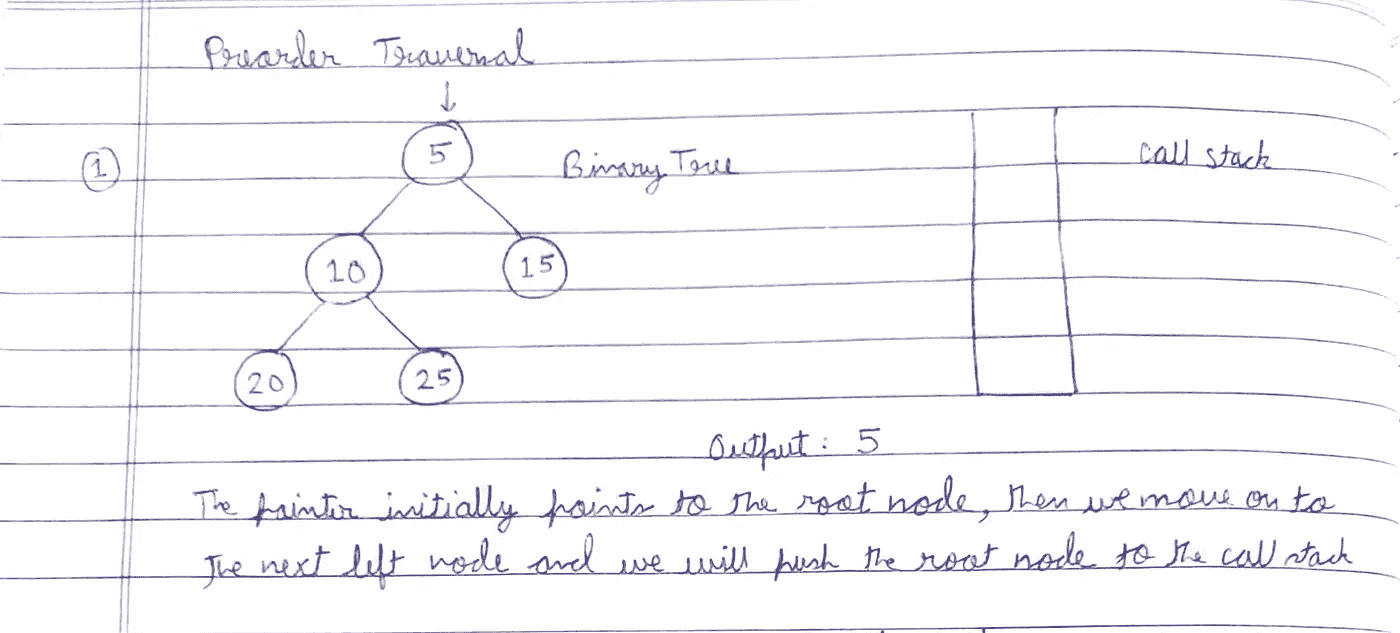 Preorder Traversal
↓
1
5
Binary Tree
call stack
10
15
20
25
Output: 5
The pointer initially points to the root node, then we move on to
the next left node and we will push the root node to the call stack